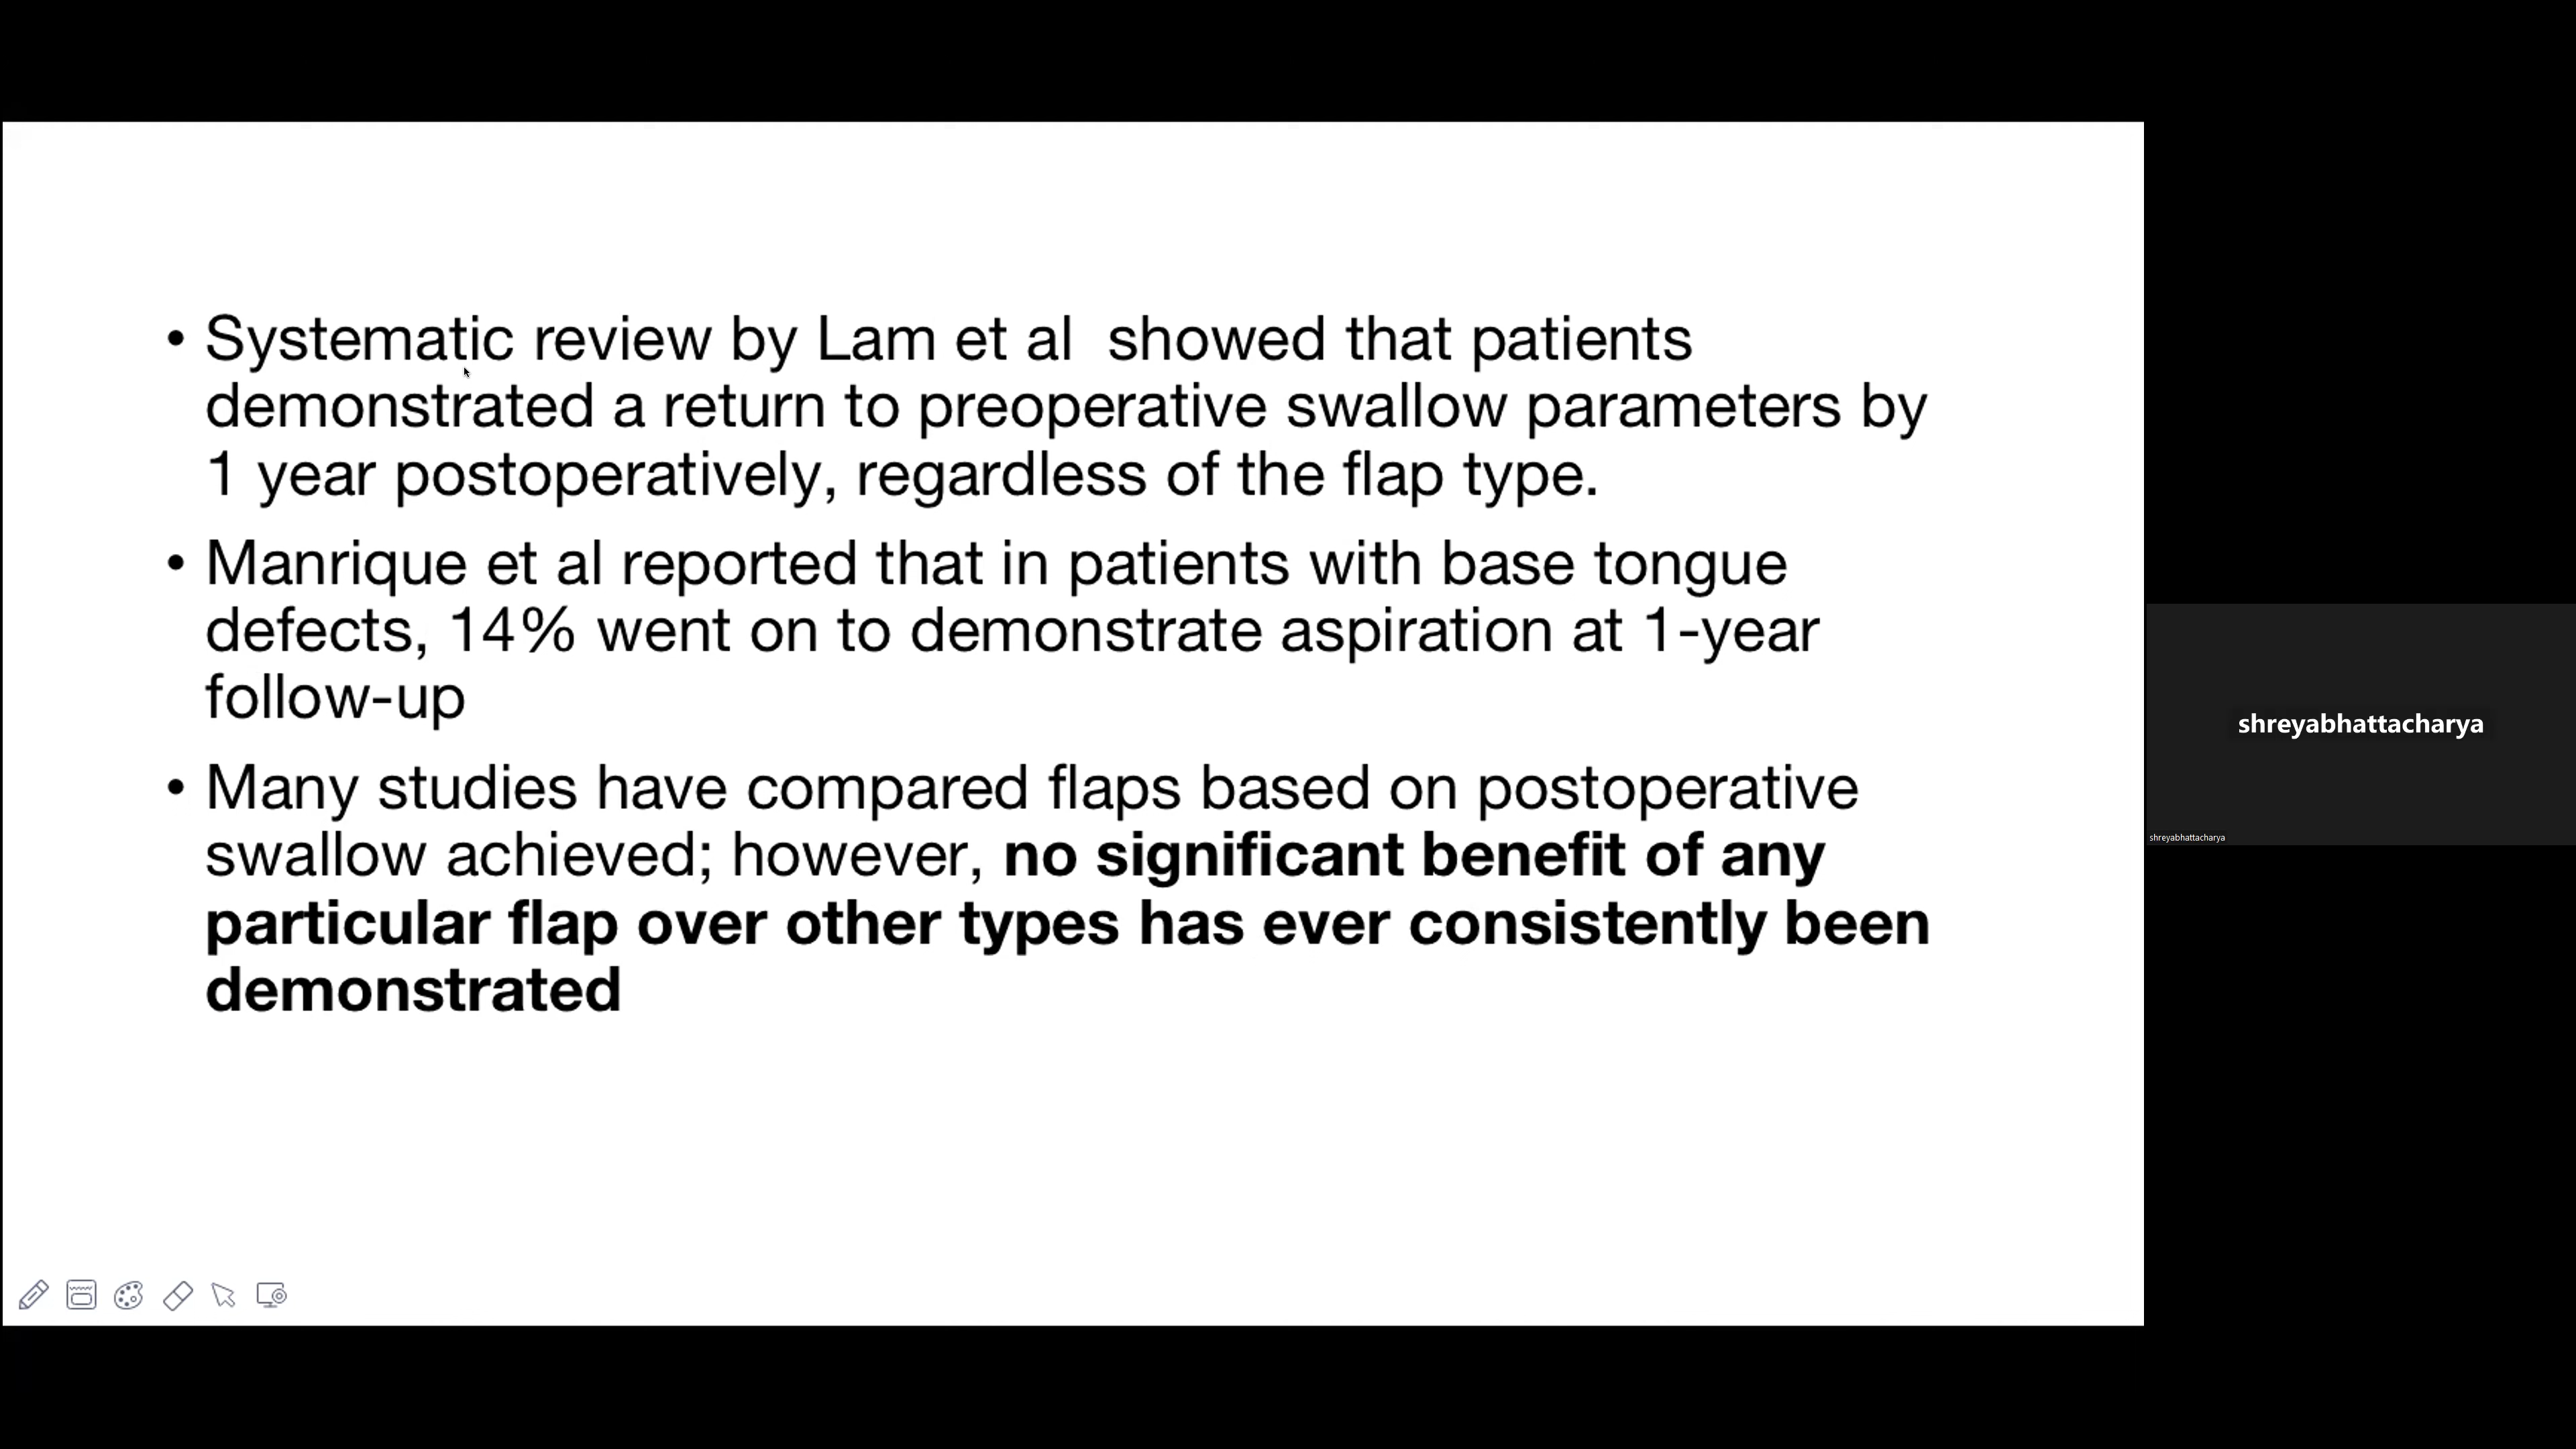 • Systematic review by Lam et al  showed that patients
demonstrated a return to preoperative swallow parameters by
1 year postoperatively, regardless of the flap type.
• Manrique et al reported that in patients with base tongue
defects, 14% went on to demonstrate aspiration at 1-year
follow-up
• Many studies have compared flaps based on postoperative
swallow achieved; however, no significant benefit of any
particular flap over other types has ever consistently been
demonstrated
shreyabhattacharya
shreyabhattacharya